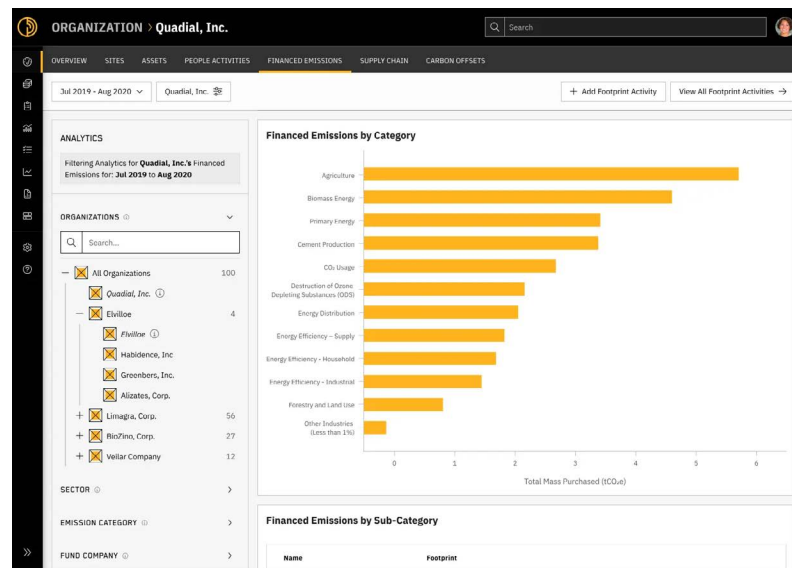 ORGANIZATION > Quadial, Inc.
Search
OVERVIEW SITES ASSETS PEOPLE ACTIVITIES FINANCED EMISSIONS SUPPLY CHAIN CARBON OFFSETS
Jul 2019 - Aug 2020
Quadial, Inc.
+ Add Footprint Activity
View All Footprint Activities →
ANALYTICS
Filtering Analytics for Quadial, Inc.'s Financed
Emissions for: Jul 2019 to Aug 2020
ORGANIZATIONS
Search...
All Organizations 100
Quadial, Inc.
Elvilloe 4
Elvilloe
Habidence, Inc
Greenbers, Inc.
Alizates, Corp.
Limagra, Corp. 56
BioZino, Corp. 27
Vellar Company 12
SECTOR
EMISSION CATEGORY
FUND COMPANY
Financed Emissions by Category
Agriculture
Biomass Energy
Primary Energy
Cement Production
CO₂ Usage
Destruction of Ozone
Depleting Substances (ODS)
Energy Distribution
Energy Efficiency – Supply
Energy Efficiency - Household
Energy Efficiency - Industrial
Forestry and Land Use
Other Industries
(Less than 1%)
0 1 2 3 4 5 6
Total Mass Purchased (tCO₂e)
Financed Emissions by Sub-Category
Name Footprint